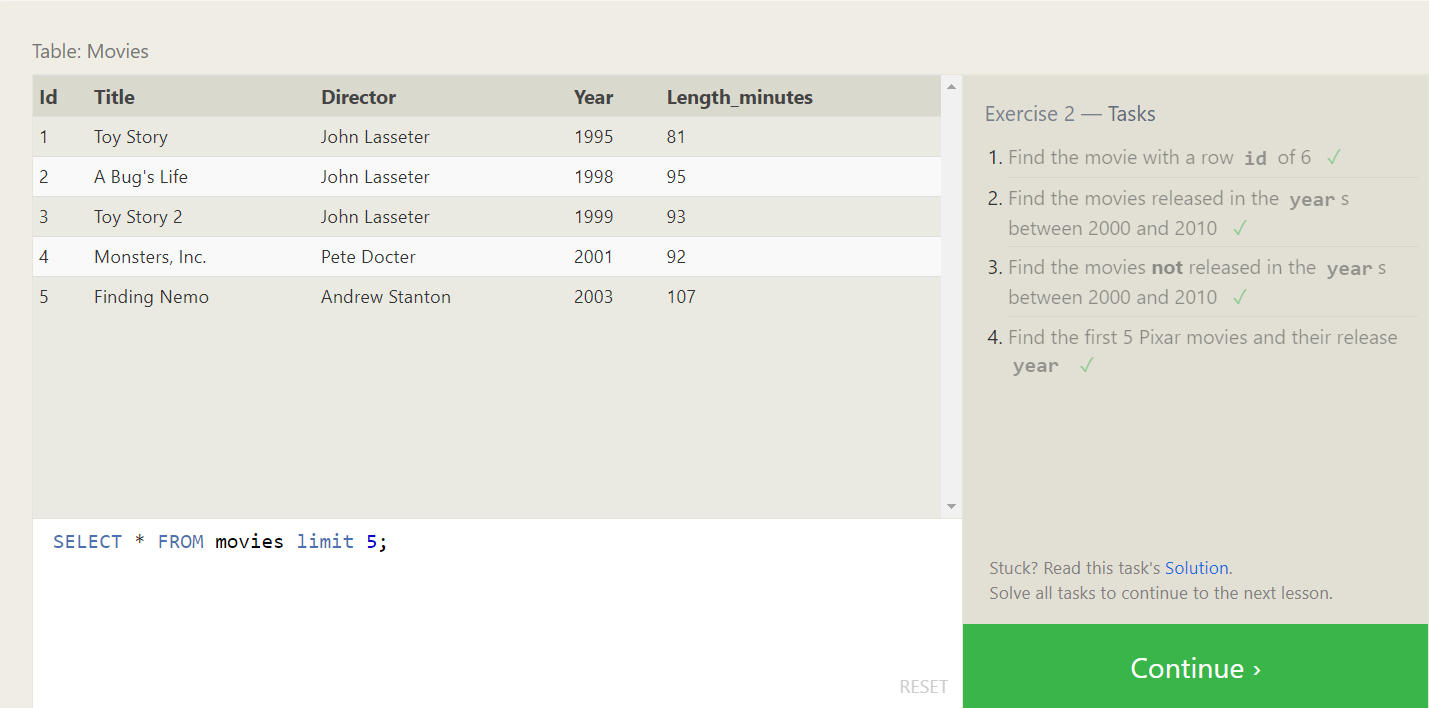 Table: Movies
Id Title Director Year Length_minutes
1 Toy Story John Lasseter 1995 81
2 A Bug's Life John Lasseter 1998 95
3 Toy Story 2 John Lasseter 1999 93
4 Monsters, Inc. Pete Docter 2001 92
5 Finding Nemo Andrew Stanton 2003 107
SELECT * FROM movies limit 5;
RESET
Exercise 2 — Tasks
1. Find the movie with a row id of 6 ✓
2. Find the movies released in the year s
between 2000 and 2010 ✓
3. Find the movies not released in the year s
between 2000 and 2010 ✓
4. Find the first 5 Pixar movies and their release
year ✓
Stuck? Read this task's Solution.
Solve all tasks to continue to the next lesson.
Continue ›